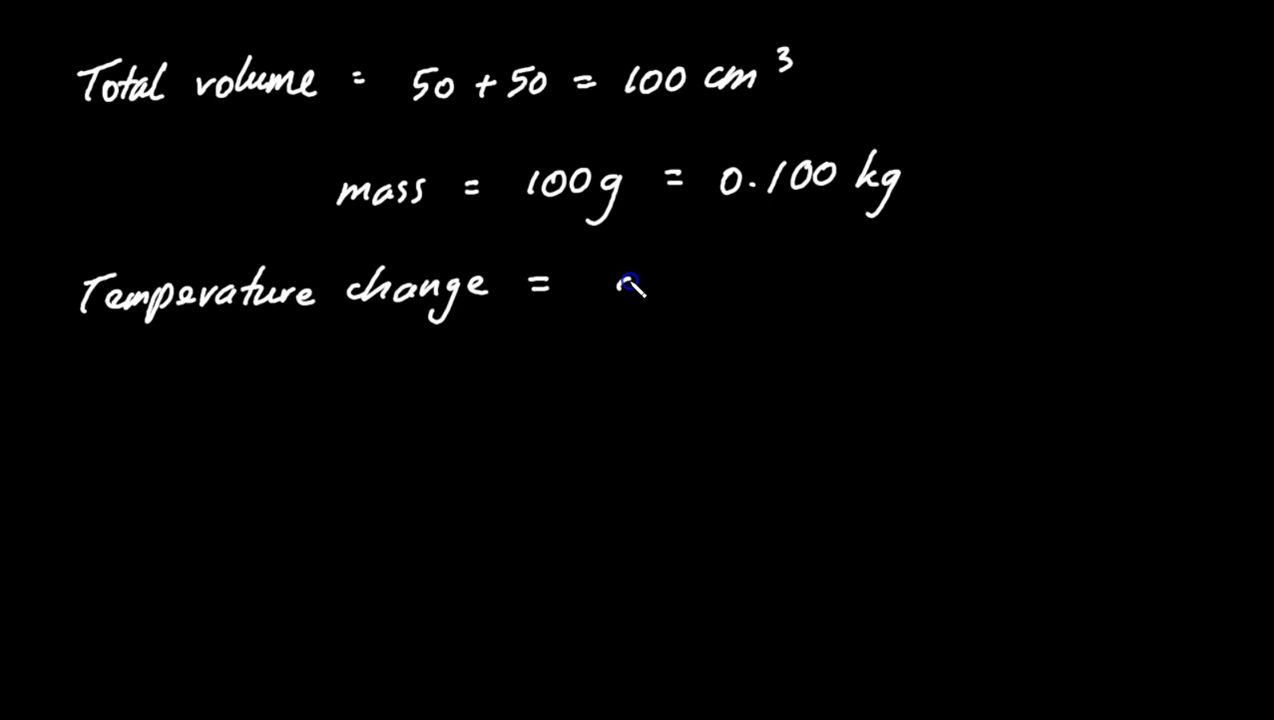 Total volume = 50 + 50 = 100 cm³
mass = 100g = 0.100 kg
Temperature change =